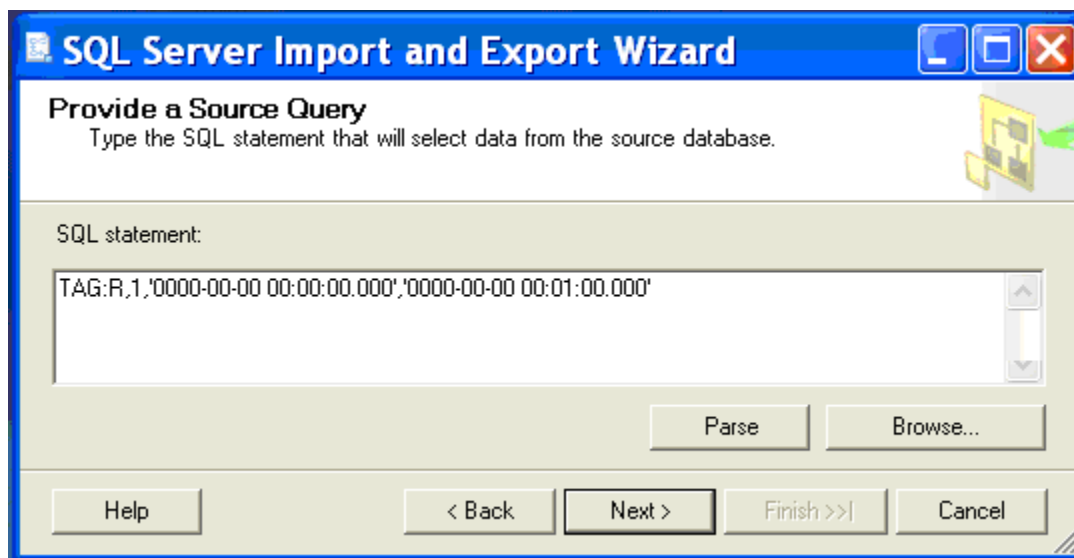 SQL Server Import and Export Wizard
Provide a Source Query
Type the SQL statement that will select data from the source database.
SQL statement:
TAG:R,1,'0000-00-00 00:00:00.000','0000-00-00 00:01:00.000'
Parse
Browse...
Help
< Back
Next >
Finish >>|
Cancel